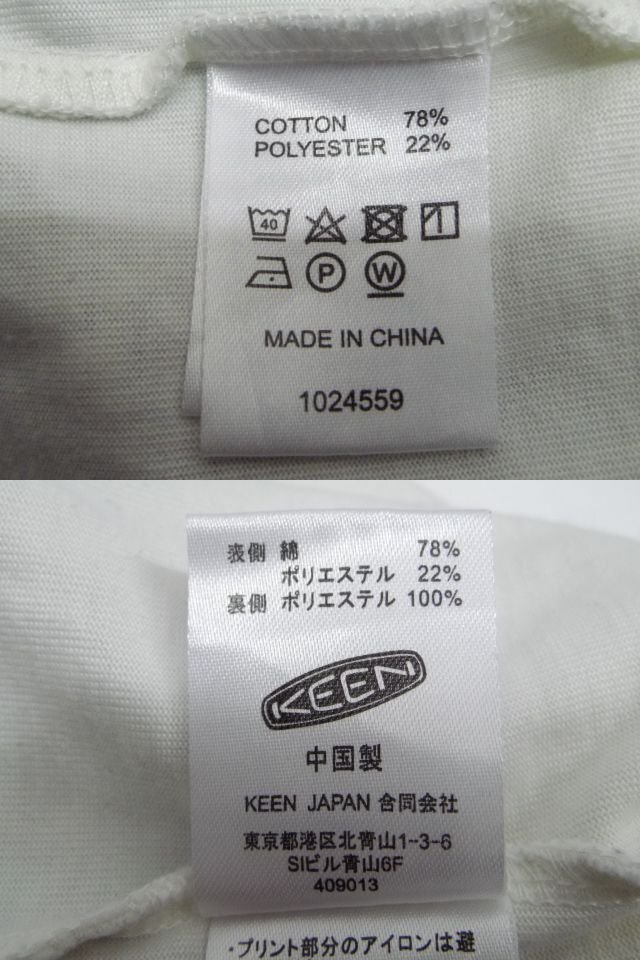 COTTON 78%
POLYESTER 22%
40
P W
MADE IN CHINA
1024559
表側 綿 78%
ポリエステル 22%
裏側 ポリエステル 100%
KEEN
中国製
KEEN JAPAN 合同会社
東京都港区北青山1-3-6
SIビル青山6F
409013
・プリント部分のアイロンは避